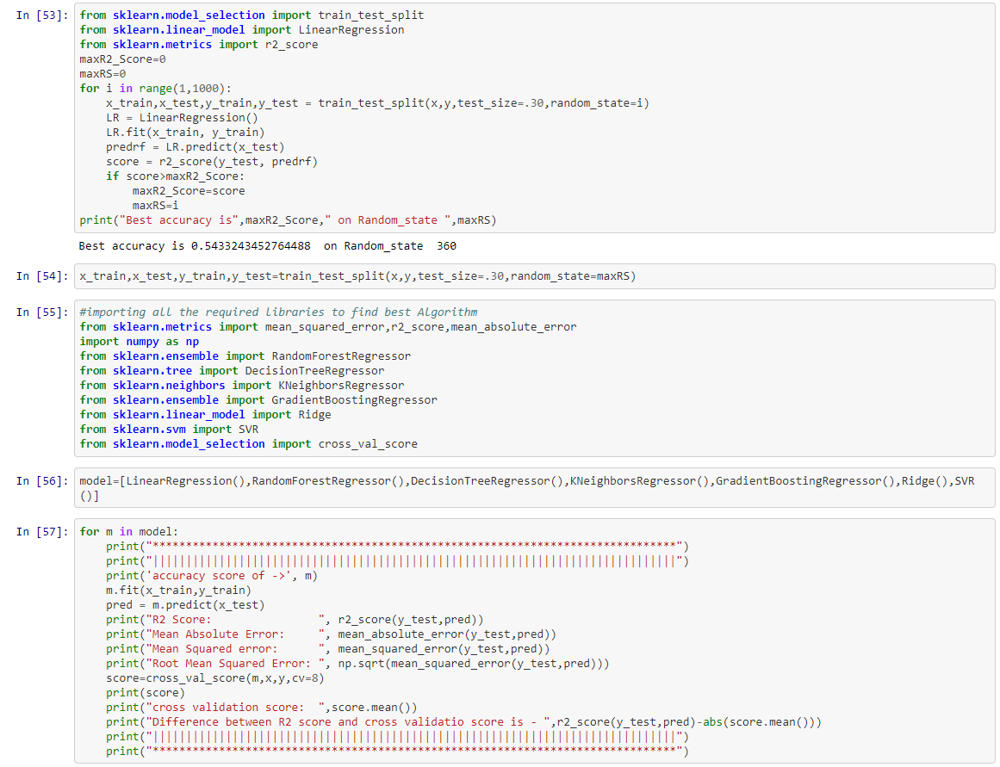 In [53]: from sklearn.model_selection import train_test_split
from sklearn.linear_model import LinearRegression
from sklearn.metrics import r2_score
maxR2_Score=0
maxRS=0
for i in range(1,1000):
    x_train,x_test,y_train,y_test = train_test_split(x,y,test_size=.30,random_state=i)
    LR = LinearRegression()
    LR.fit(x_train, y_train)
    predrf = LR.predict(x_test)
    score = r2_score(y_test, predrf)
    if score>maxR2_Score:
        maxR2_Score=score
        maxRS=i
print("Best accuracy is",maxR2_Score," on Random_state ",maxRS)
Best accuracy is 0.5433243452764488  on Random_state  360
In [54]: x_train,x_test,y_train,y_test=train_test_split(x,y,test_size=.30,random_state=maxRS)
In [55]: #importing all the required libraries to find best Algorithm
from sklearn.metrics import mean_squared_error,r2_score,mean_absolute_error
import numpy as np
from sklearn.ensemble import RandomForestRegressor
from sklearn.tree import DecisionTreeRegressor
from sklearn.neighbors import KNeighborsRegressor
from sklearn.ensemble import GradientBoostingRegressor
from sklearn.linear_model import Ridge
from sklearn.svm import SVR
from sklearn.model_selection import cross_val_score
In [56]: model=[LinearRegression(),RandomForestRegressor(),DecisionTreeRegressor(),KNeighborsRegressor(),GradientBoostingRegressor(),Ridge(),SVR
()]
In [57]: for m in model:
    print("*******************************************************************************")
    print("|||||||||||||||||||||||||||||||||||||||||||||||||||||||||||||||||||||||||||||||")
    print('accuracy score of ->', m)
    m.fit(x_train,y_train)
    pred = m.predict(x_test)
    print("R2 Score:                ", r2_score(y_test,pred))
    print("Mean Absolute Error:     ", mean_absolute_error(y_test,pred))
    print("Mean Squared error:      ", mean_squared_error(y_test,pred))
    print("Root Mean Squared Error: ", np.sqrt(mean_squared_error(y_test,pred)))
    score=cross_val_score(m,x,y,cv=8)
    print(score)
    print("cross validation score:  ",score.mean())
    print("Difference between R2 score and cross validatio score is - ",r2_score(y_test,pred)-abs(score.mean()))
    print("|||||||||||||||||||||||||||||||||||||||||||||||||||||||||||||||||||||||||||||||")
    print("*******************************************************************************")